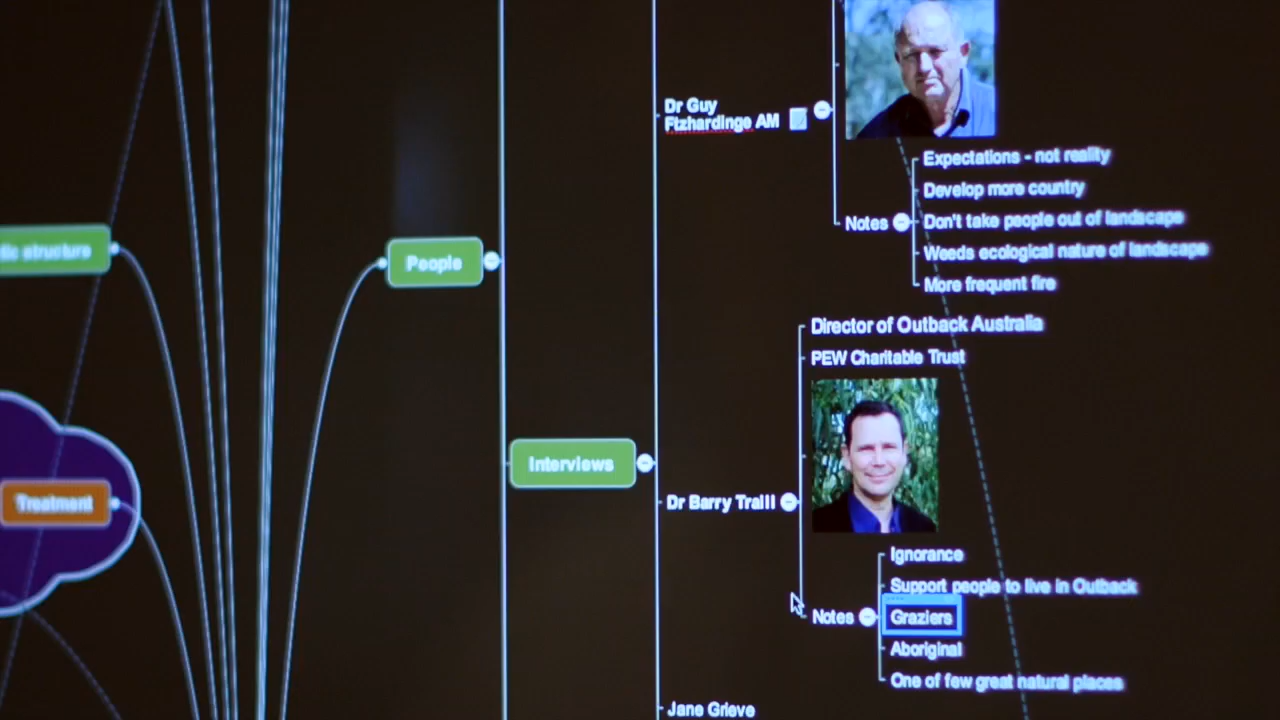 Dr Guy
Ftzhardinge AM
Expectations - not reality
Develop more country
Notes
Don't take people out of landscape
Weeds ecological nature of landscape
More frequent fire
tic structure
People
Director of Outback Australia
PEW Charitable Trust
Interviews
Treatment
Dr Barry Traill
Ignorance
Support people to live in Outback
Notes
Graziers
Aboriginal
One of few great natural places
Jane Grieve